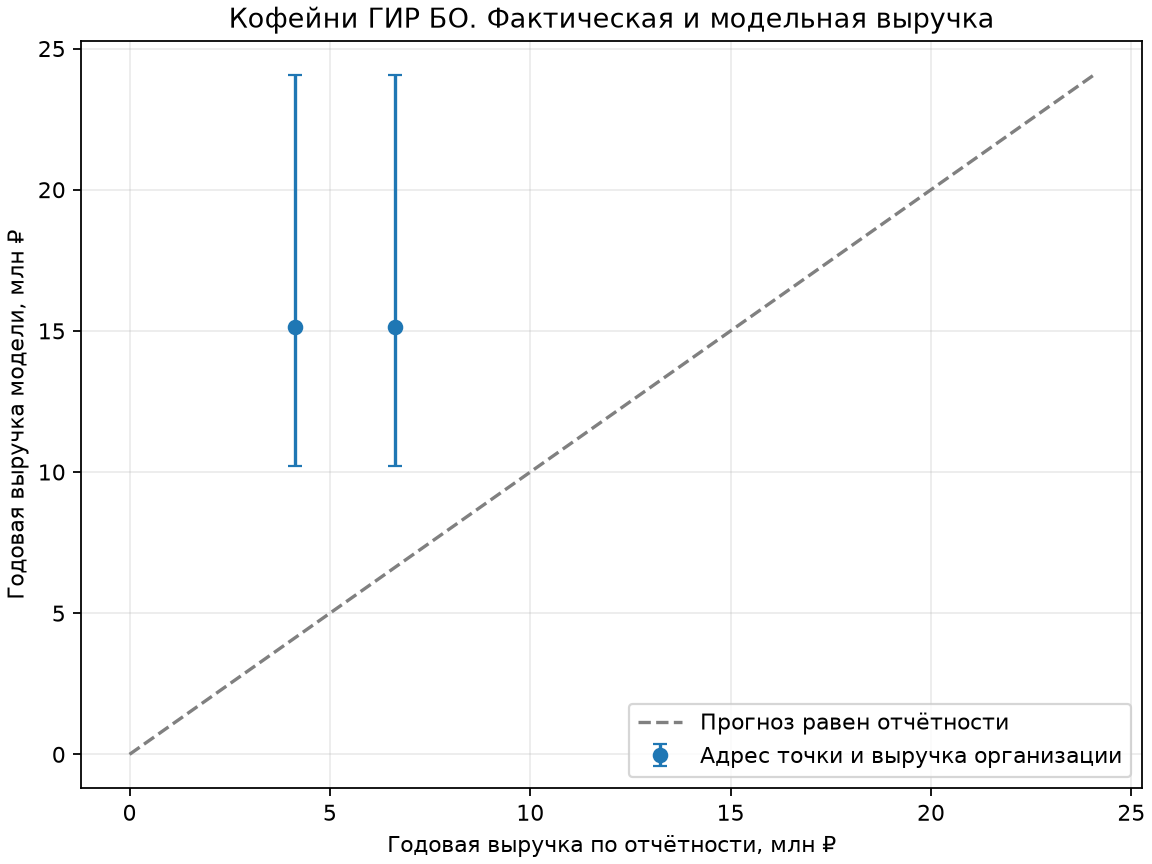 Кофейни ГИР БО. Фактическая и модельная выручка
Годовая выручка модели, млн ₽
25
20
15
10
5
0
Прогноз равен отчётности
Адрес точки и выручка организации
0 5 10 15 20 25
Годовая выручка по отчётности, млн ₽